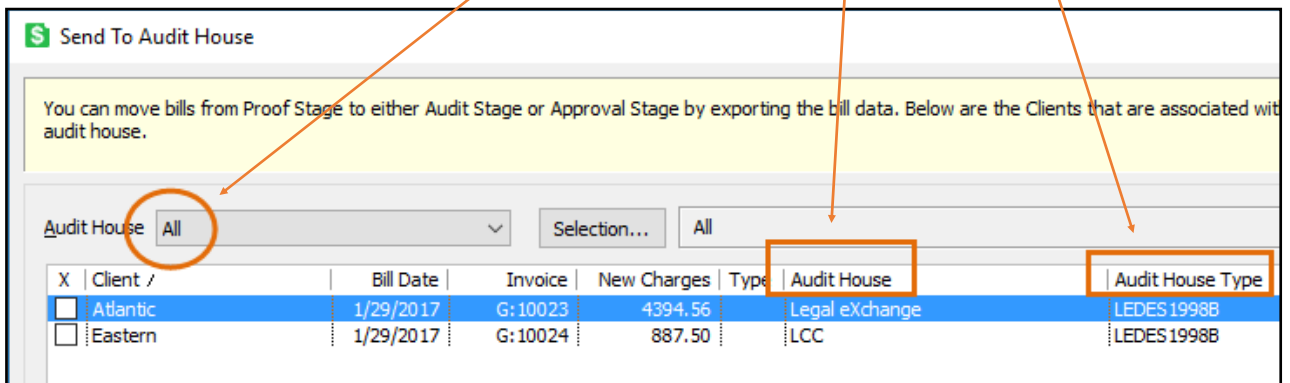 Send To Audit House
You can move bills from Proof Stage to either Audit Stage or Approval Stage by exporting the bill data. Below are the Clients that are associated wit
audit house.
Audit House All Selection... All
X Client / Bill Date Invoice New Charges Type Audit House Audit House Type
Atlantic 1/29/2017 G:10023 4394.56 Legal eXchange LEDES1998B
Eastern 1/29/2017 G:10024 887.50 LCC LEDES1998B